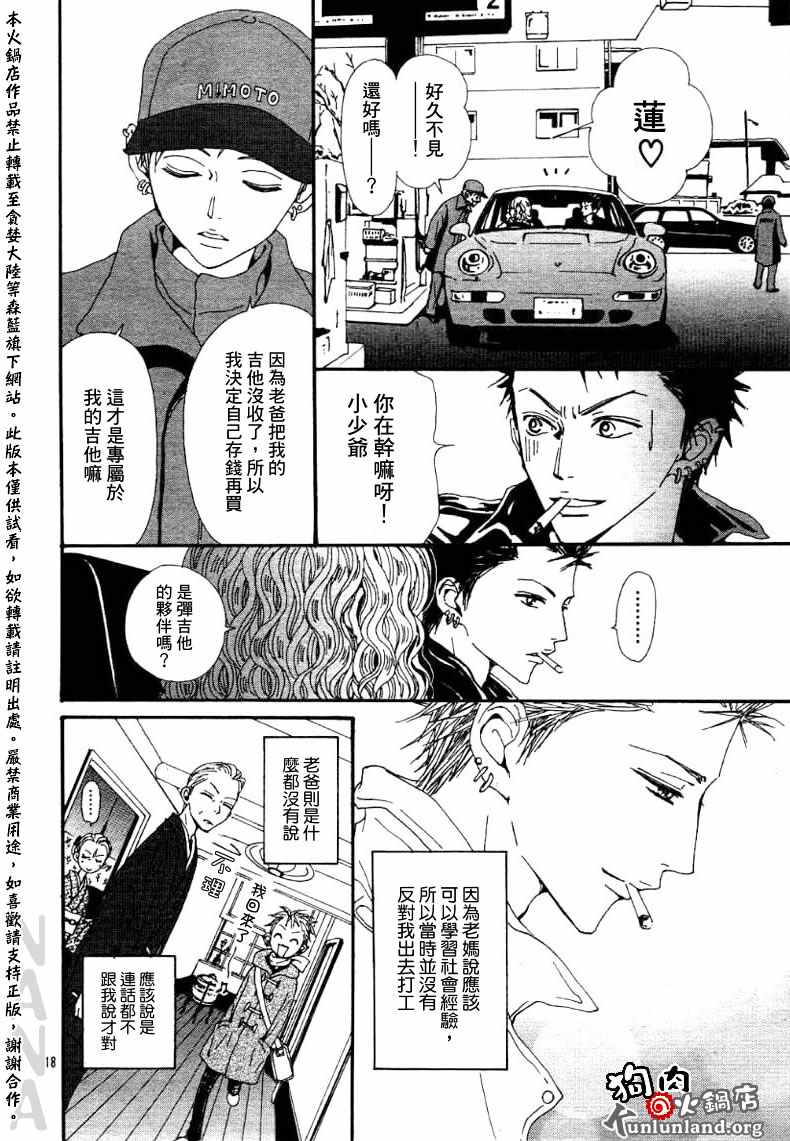 2
蓮♡
好久不見
——！
還好嗎——？
MIMOTO
你在幹嘛呀！
小少爺
因為老爸把我的
吉他沒收了，所以
我決定自己存錢再買
這才是專屬於
我的吉他嘛
………
是彈吉他
的夥伴嗎？
因為老媽說應該
可以學習社會經驗，
所以當時並沒有
反對我出去打工
老爸則是什
麼都沒有說
………
不理
我回來了
應該說是
連話都不
跟我說才對
18
NANA
本火鍋店作品禁止轉載至貪婪大陸等森藍旗下網站。此版本僅供試看，如欲轉載請註明出處。嚴禁商業用途，如喜歡請支持正版，謝謝合作。
狗肉火鍋店
Kunlunland.org